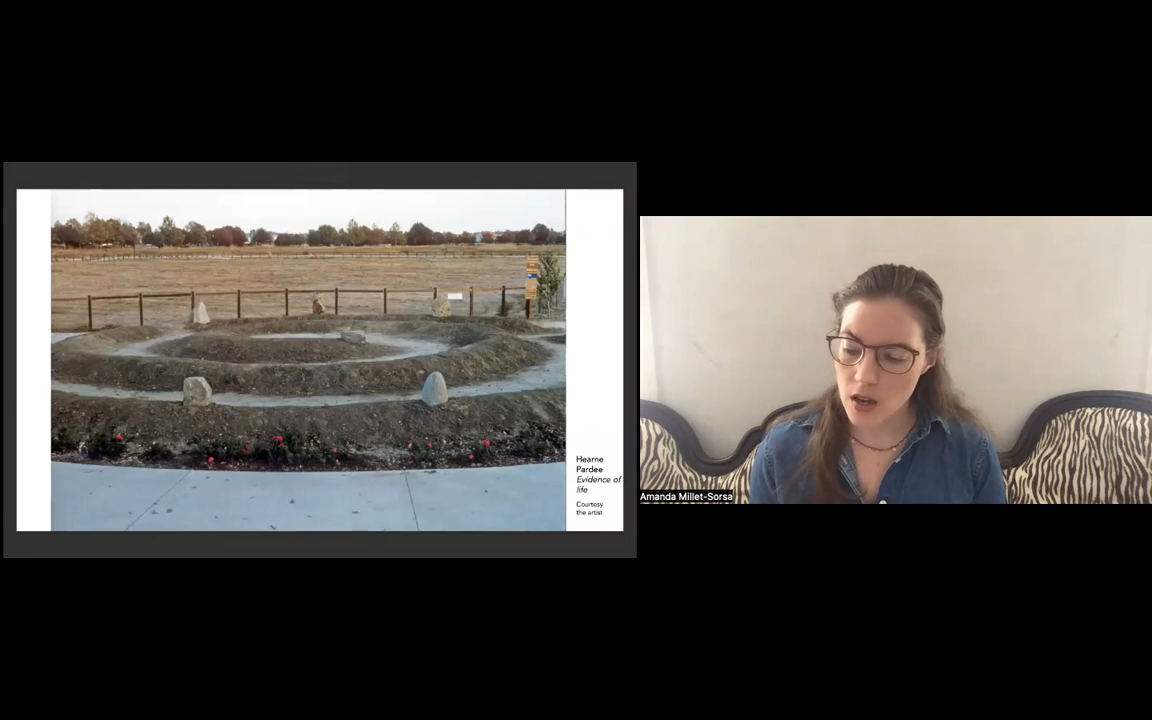 Hearne
Pardee
Evidence of
life
Courtesy
the artist
Amanda Millet-Sorsa